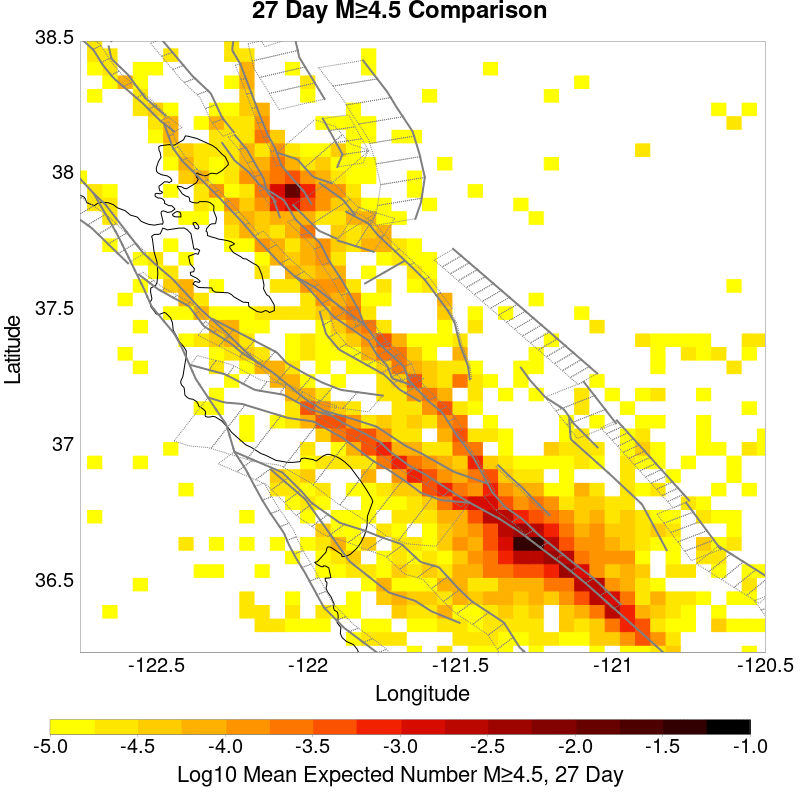 27 Day M≥4.5 Comparison
38.5
38
37.5
37
36.5
Latitude
-122.5 -122 -121.5 -121 -120.5
Longitude
-5.0 -4.5 -4.0 -3.5 -3.0 -2.5 -2.0 -1.5 -1.0
Log10 Mean Expected Number M≥4.5, 27 Day